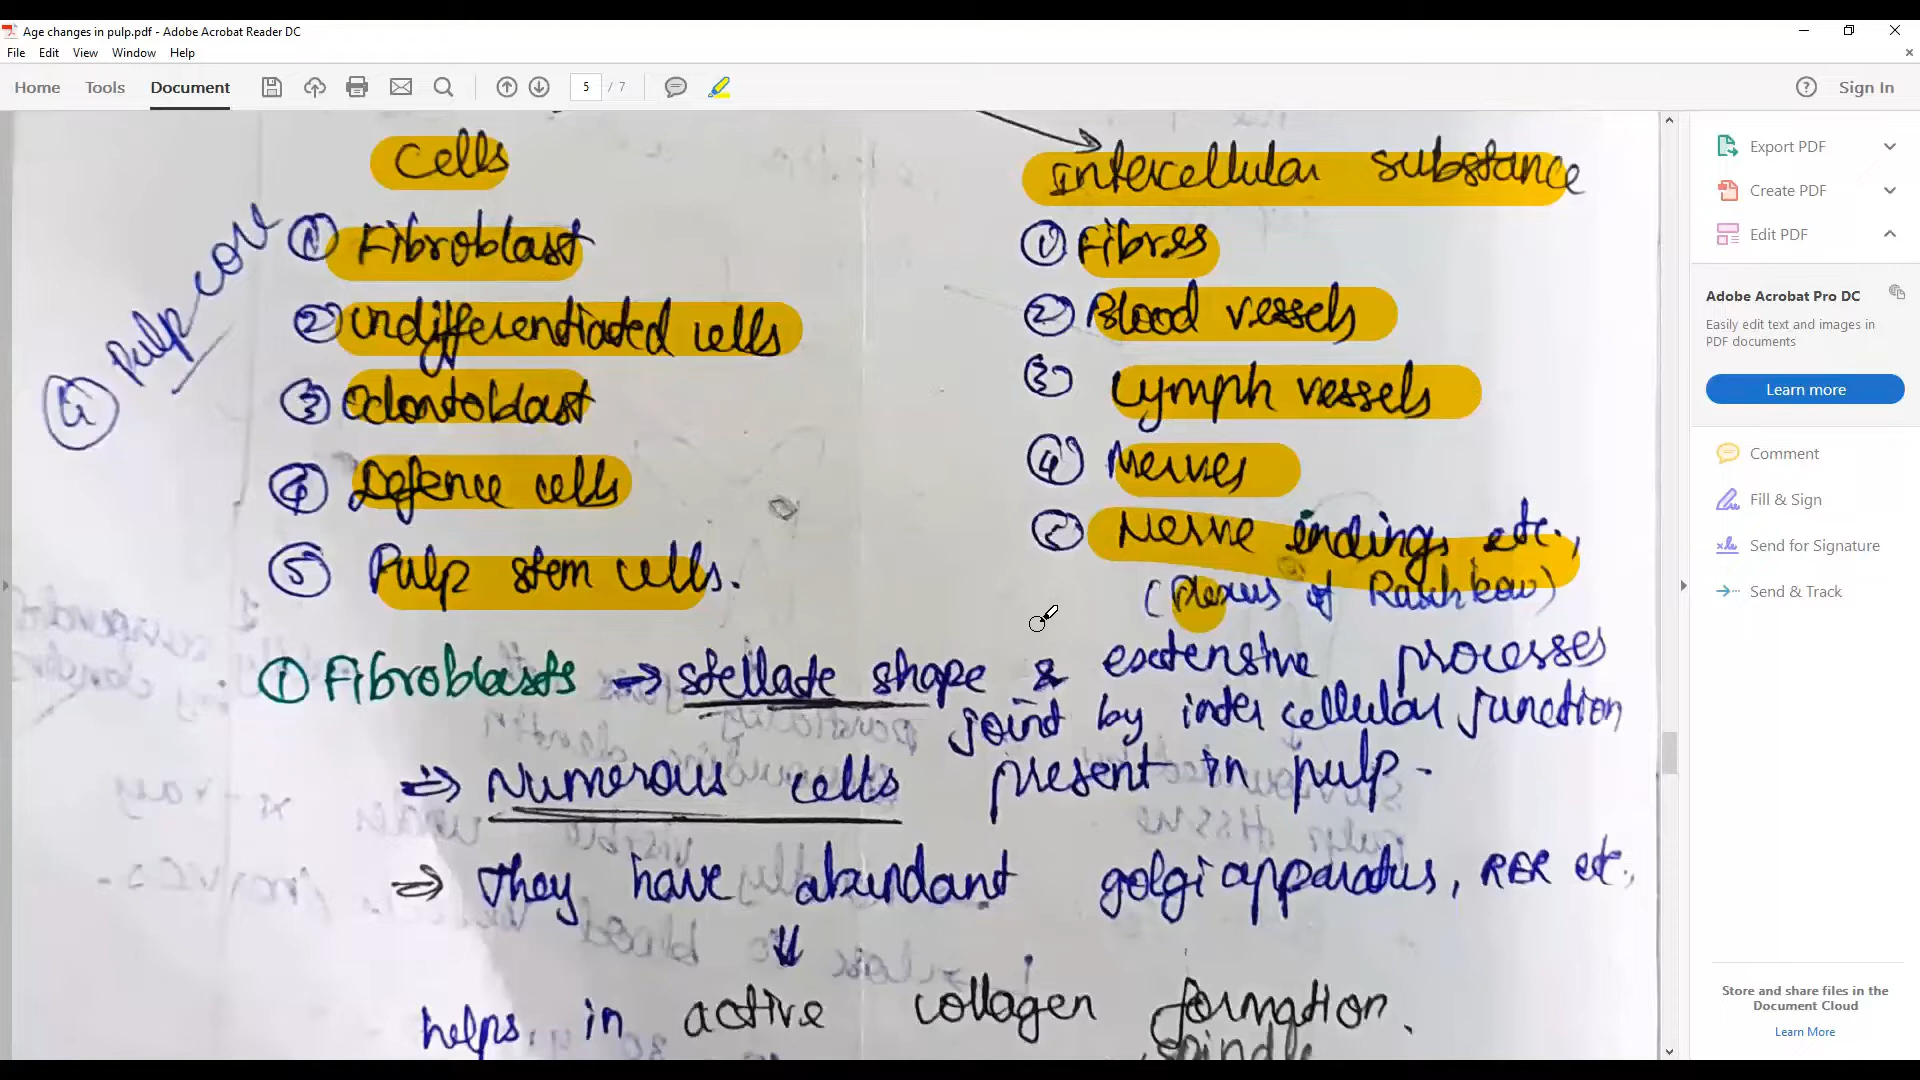 Age changes in pulp.pdf - Adobe Acrobat Reader DC
File Edit View Window Help
Home Tools Document 5 / 7 Sign In
Cells
① Fibroblast
② Undifferentiated cells
③ Odontoblast
④ Defence cells
⑤ Pulp stem cells.
④ Pulp core
Intercellular substance
① Fibres
② Blood vessels
③ Lymph vessels
④ Nerves
⑤ Nerve endings etc.,
(Plexus of Rashkow)
① Fibroblasts → stellate shape & extensive processes
joint by inter cellular junction
⇒ Numerous cells present in pulp.
⇒ They have abundant golgi apparatus, RER etc.,
helps in active collagen formation.
spindle
Export PDF
Create PDF
Edit PDF
Adobe Acrobat Pro DC
Easily edit text and images in
PDF documents
Learn more
Comment
Fill & Sign
Send for Signature
Send & Track
Store and share files in the
Document Cloud
Learn More